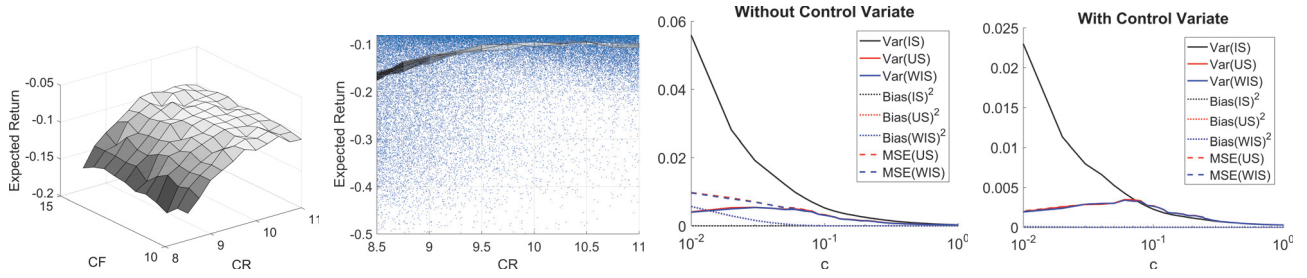 Expected Return
-0.05
-0.1
-0.15
-0.2
15
10
CF
8
9
10
11
CR
Expected Return
-0.1
-0.2
-0.3
-0.4
-0.5
8.5
9
9.5
10
10.5
11
CR
Without Control Variate
0.06
0.04
0.02
0
10⁻²
10⁻¹
10⁰
c
Var(IS)
Var(US)
Var(WIS)
Bias(IS)²
Bias(US)²
Bias(WIS)²
MSE(US)
MSE(WIS)
With Control Variate
0.025
0.02
0.015
0.01
0.005
0
10⁻²
10⁻¹
10⁰
c
Var(IS)
Var(US)
Var(WIS)
Bias(IS)²
Bias(US)²
Bias(WIS)²
MSE(US)
MSE(WIS)